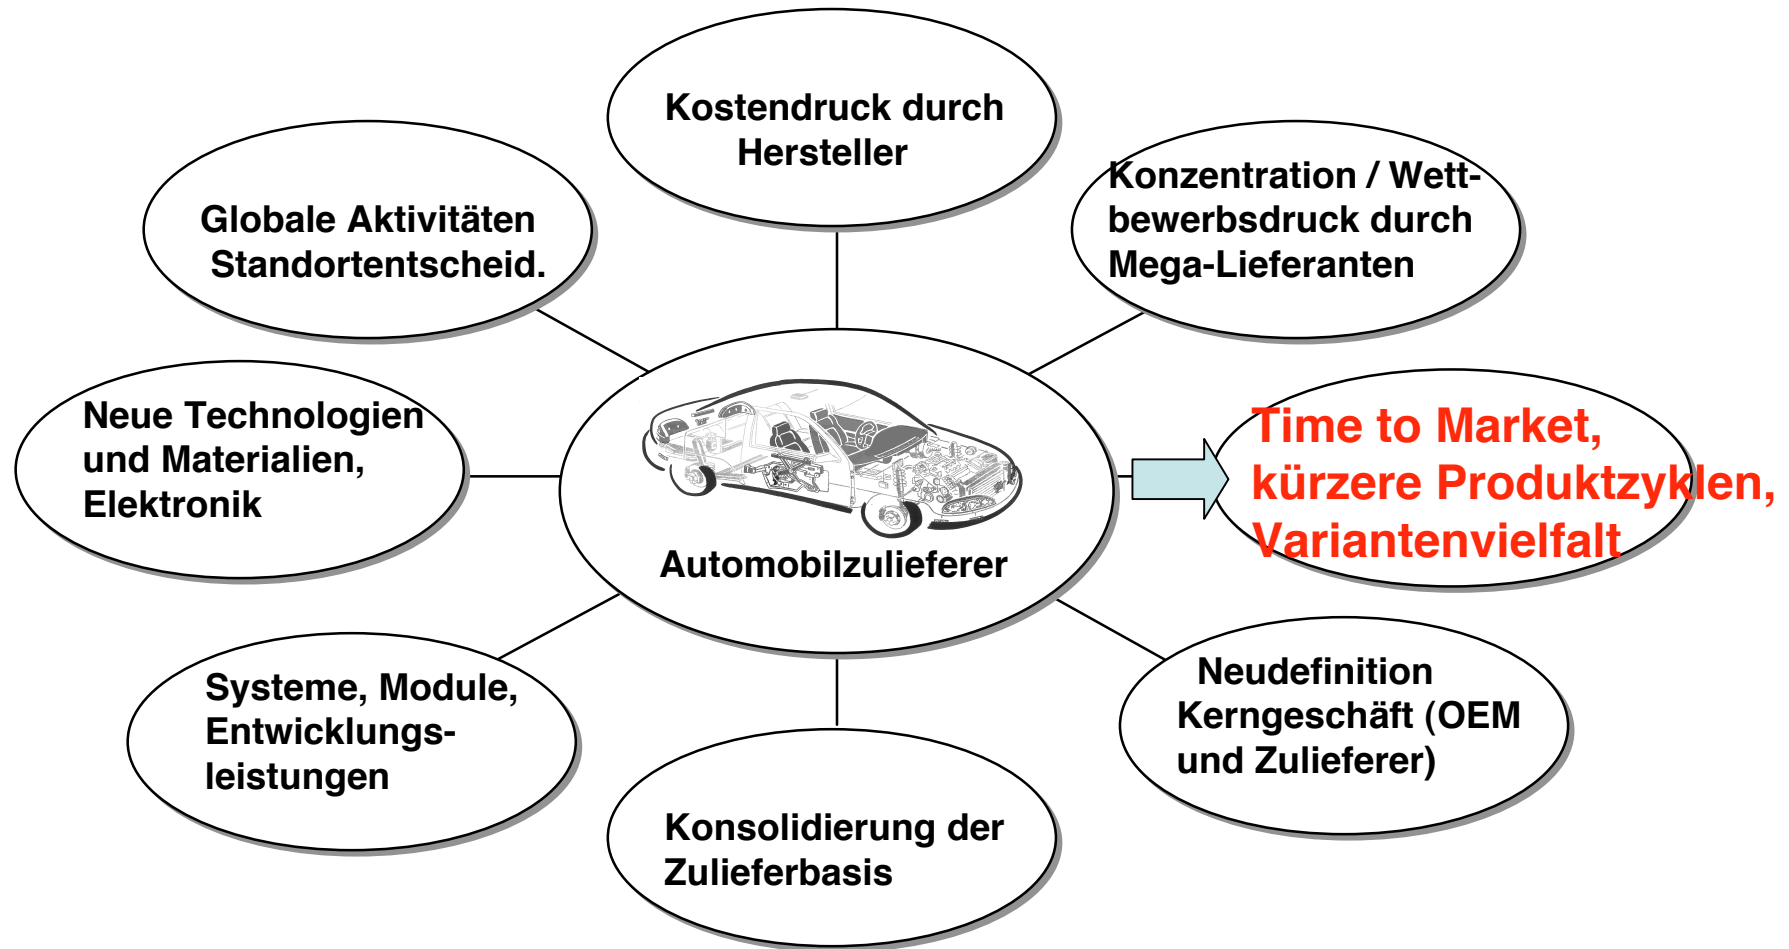 Kostendruck durch
Hersteller
Globale Aktivitäten
Standortentscheid.
Konzentration / Wett-
bewerbsdruck durch
Mega-Lieferanten
Neue Technologien
und Materialien,
Elektronik
Automobilzulieferer
Time to Market,
kürzere Produktzyklen,
Variantenvielfalt
Systeme, Module,
Entwicklungs-
leistungen
Konsolidierung der
Zulieferbasis
Neudefinition
Kerngeschäft (OEM
und Zulieferer)